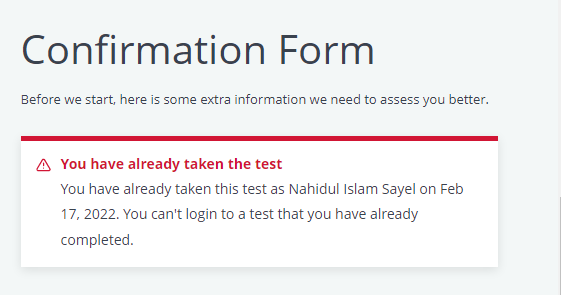 Confirmation Form
Before we start, here is some extra information we need to assess you better.
You have already taken the test
You have already taken this test as Nahidul Islam Sayel on Feb
17, 2022. You can't login to a test that you have already
completed.